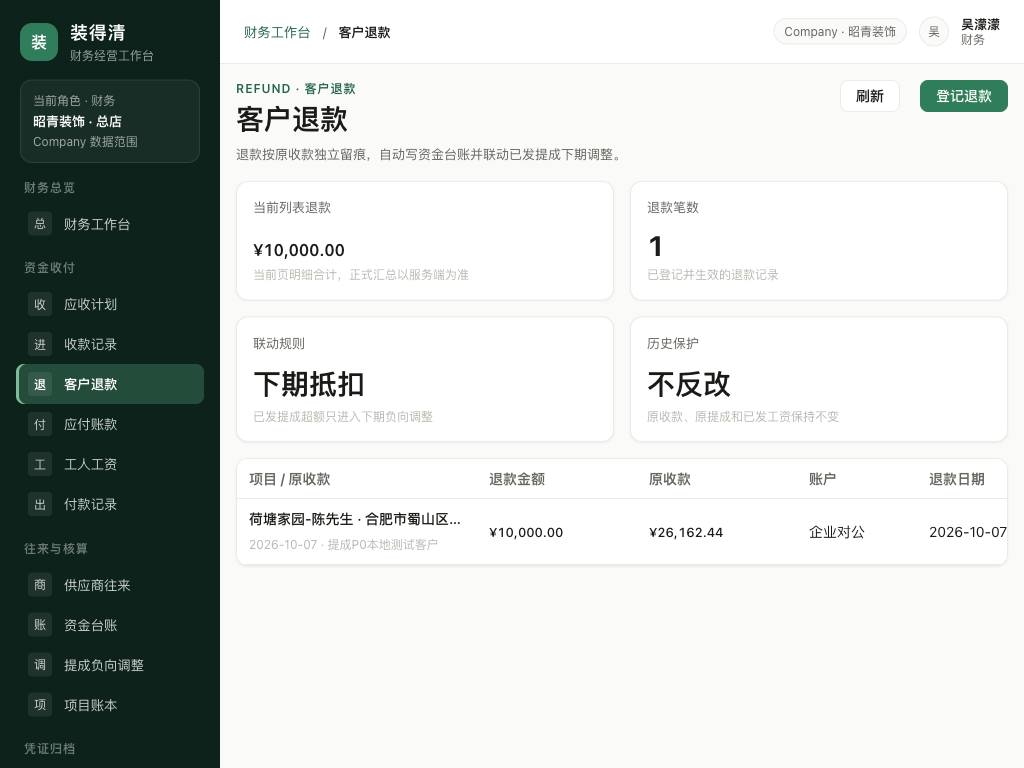 装
装得清
财务经营工作台
当前角色 · 财务
昭青装饰 · 总店
Company 数据范围
财务总览
总 财务工作台
资金收付
收 应收计划
进 收款记录
退 客户退款
付 应付账款
工 工人工资
出 付款记录
往来与核算
商 供应商往来
账 资金台账
调 提成负向调整
项 项目账本
凭证归档
财务工作台 / 客户退款
Company · 昭青装饰
吴
吴濛濛
财务
REFUND · 客户退款
客户退款
退款按原收款独立留痕，自动写资金台账并联动已发提成下期调整。
刷新
登记退款
当前列表退款
¥10,000.00
当前页明细合计，正式汇总以服务端为准
退款笔数
1
已登记并生效的退款记录
联动规则
下期抵扣
已发提成超额只进入下期负向调整
历史保护
不反改
原收款、原提成和已发工资保持不变
项目 / 原收款 退款金额 原收款 账户 退款日期
荷塘家园-陈先生 · 合肥市蜀山区...
2026-10-07 · 提成P0本地测试客户
¥10,000.00 ¥26,162.44 企业对公 2026-10-07